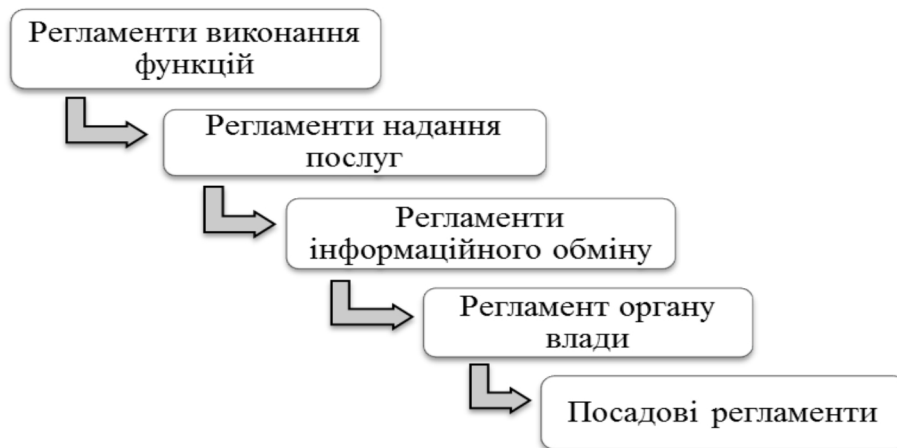 Регламенти виконання
функцій
Регламенти надання
послуг
Регламенти
інформаційного обміну
Регламент органу
влади
Посадові регламенти